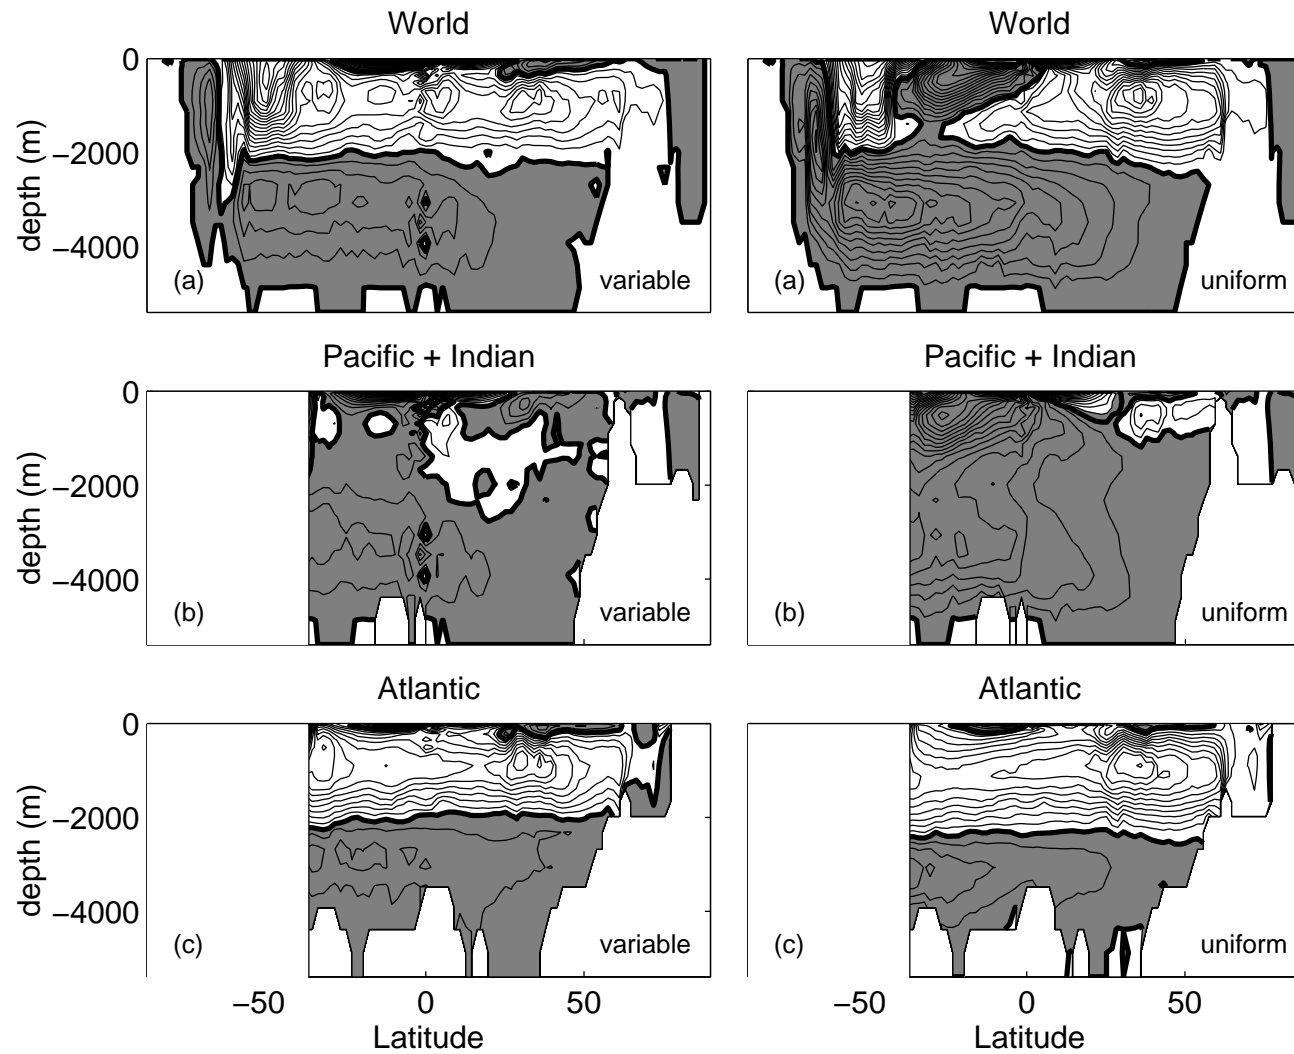 World
World
0
−2000
−4000
depth (m)
(a)
variable
(a)
uniform
Pacific + Indian
Pacific + Indian
0
−2000
−4000
depth (m)
(b)
variable
(b)
uniform
Atlantic
Atlantic
0
−2000
−4000
depth (m)
(c)
variable
(c)
uniform
−50
0
50
−50
0
50
Latitude
Latitude